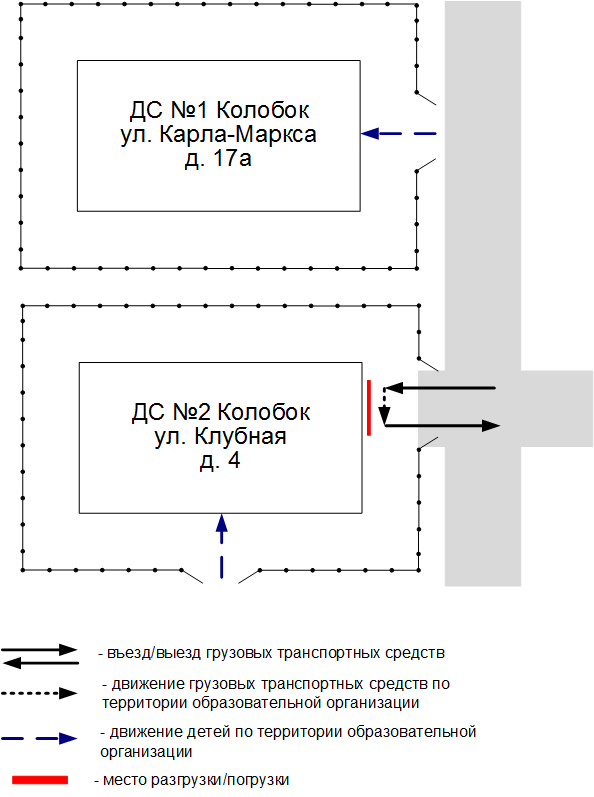 ДС №1 Колобок
ул. Карла-Маркса
д. 17а
ДС №2 Колобок
ул. Клубная
д. 4
- въезд/выезд грузовых транспортных средств
- движение грузовых транспортных средств по
территории образовательной организации
- движение детей по территории образовательной
организации
- место разгрузки/погрузки